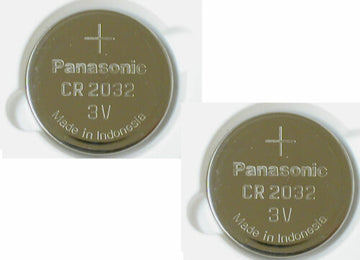 +
Panasonic
CR 2032
3V
Made in Indonesia
+
Panasonic
CR 2032
3V
Made in Indonesia